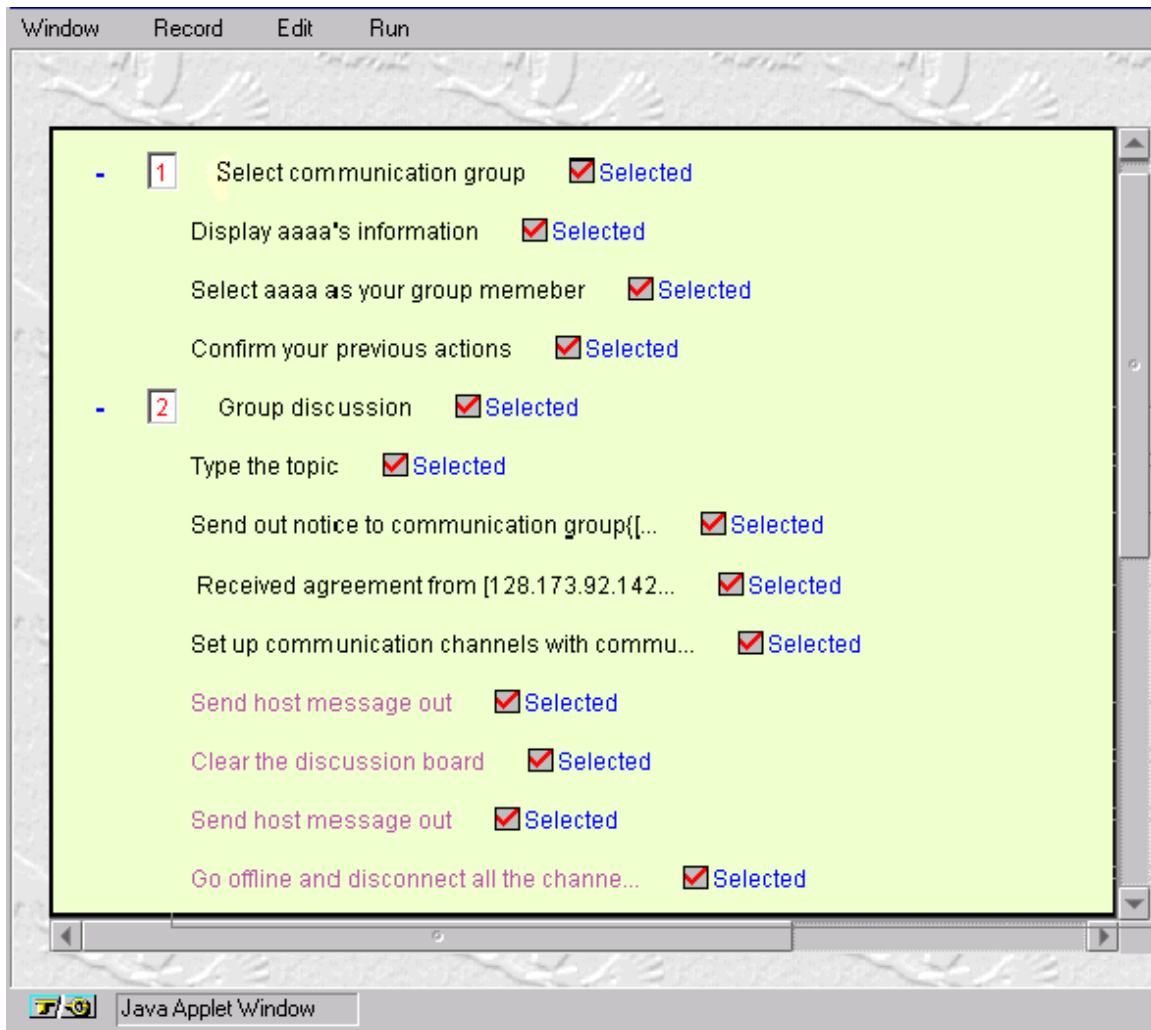 Window Record Edit Run
- 1 Select communication group Selected
Display aaaa's information Selected
Select aaaa as your group memeber Selected
Confirm your previous actions Selected
- 2 Group discussion Selected
Type the topic Selected
Send out notice to communication group{[... Selected
Received agreement from [128.173.92.142... Selected
Set up communication channels with commu... Selected
Send host message out Selected
Clear the discussion board Selected
Send host message out Selected
Go offline and disconnect all the channe... Selected
Java Applet Window